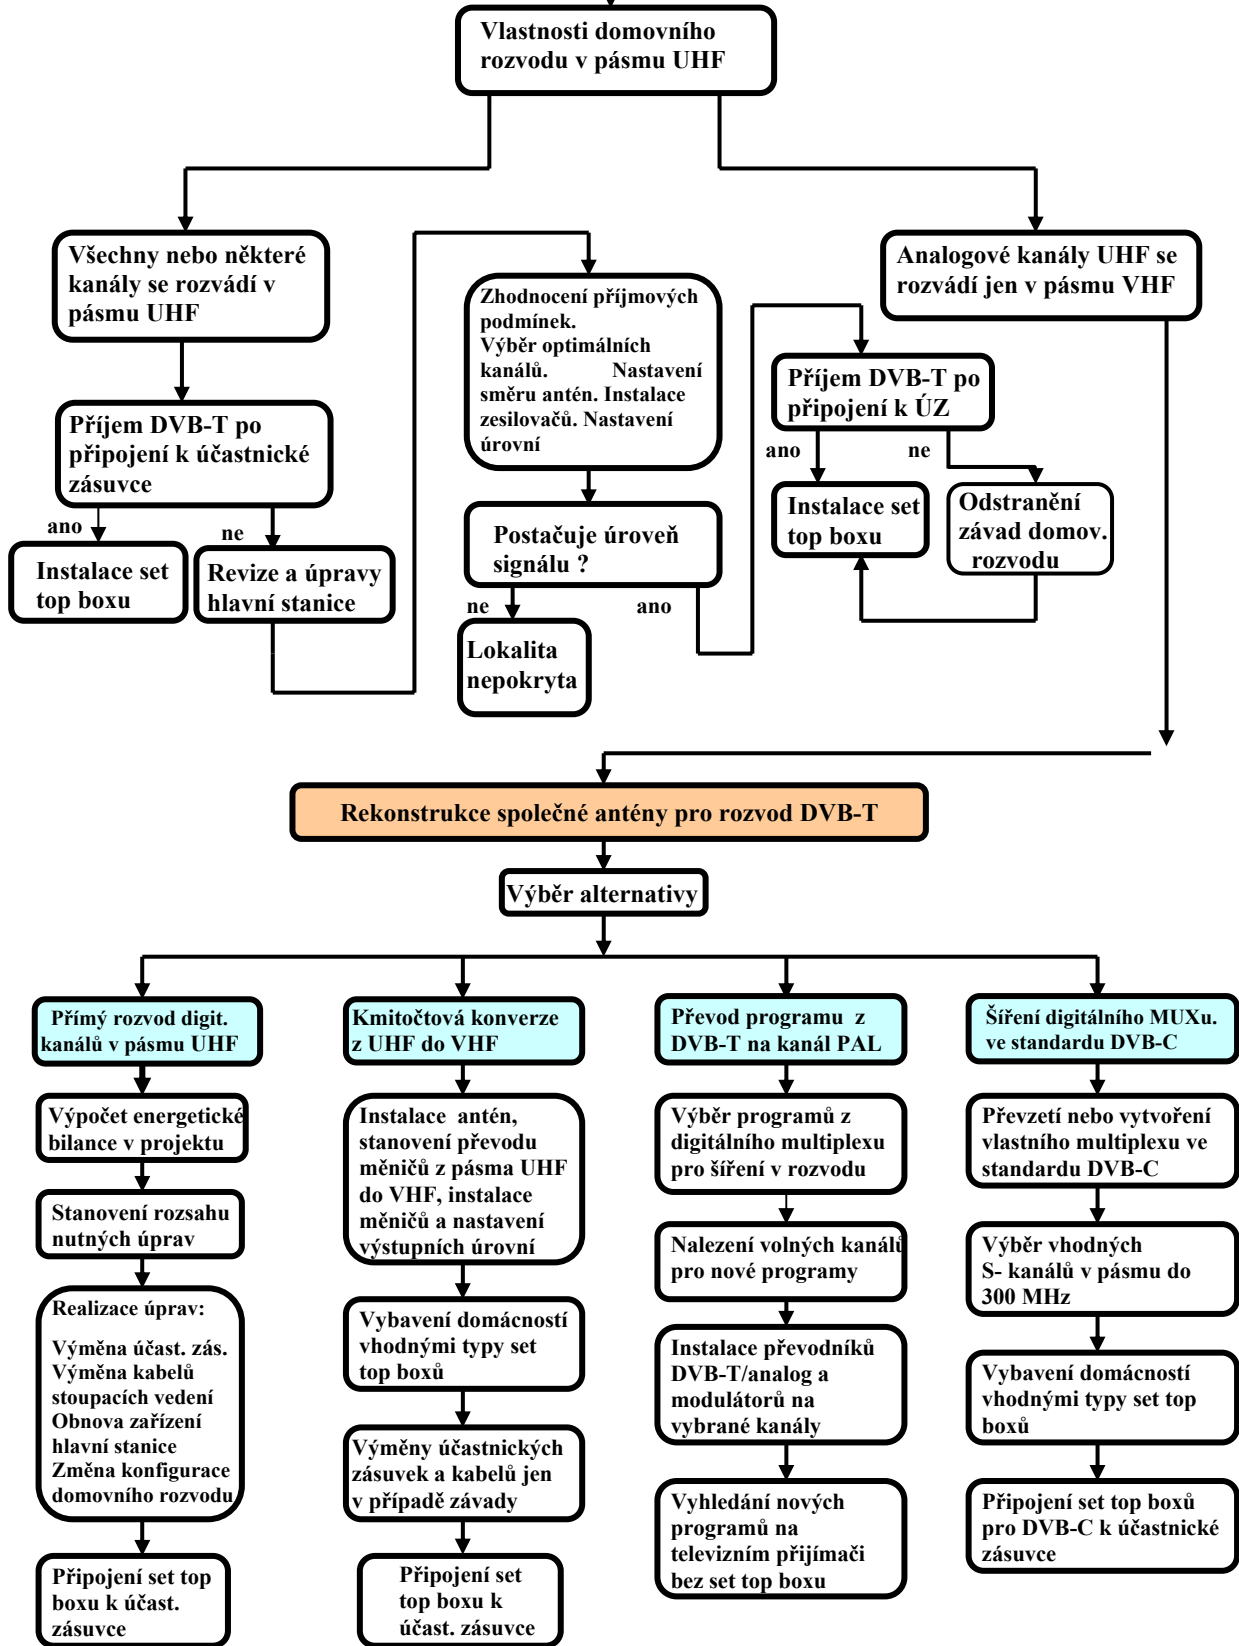 Vlastnosti domovního
rozvodu v pásmu UHF
Všechny nebo některé
kanály se rozvádí v
pásmu UHF
Příjem DVB-T po
připojení k účastnické
zásuvce
ano
ne
Instalace set
top boxu
Revize a úpravy
hlavní stanice
Zhodnocení příjmových
podmínek.
Výběr optimálních
kanálů. Nastavení
směru antén. Instalace
zesilovačů. Nastavení
úrovní
Postačuje úroveň
signálu ?
ne
ano
Lokalita
nepokryta
Analogové kanály UHF se
rozvádí jen v pásmu VHF
Příjem DVB-T po
připojení k ÚZ
ano
ne
Instalace set
top boxu
Odstranění
závad domov.
rozvodu
Rekonstrukce společné antény pro rozvod DVB-T
Výběr alternativy
Přímý rozvod digit.
kanálů v pásmu UHF
Výpočet energetické
bilance v projektu
Stanovení rozsahu
nutných úprav
Realizace úprav:
Výměna účast. zás.
Výměna kabelů
stoupacích vedení
Obnova zařízení
hlavní stanice
Změna konfigurace
domovního rozvodu
Připojení set top
boxu k účast.
zásuvce
Kmitočtová konverze
z UHF do VHF
Instalace antén,
stanovení převodu
měničů z pásma UHF
do VHF, instalace
měničů a nastavení
výstupních úrovní
Vybavení domácností
vhodnými typy set
top boxů
Výměny účastnických
zásuvek a kabelů jen
v případě závady
Připojení set
top boxu k
účast. zásuvce
Převod programu z
DVB-T na kanál PAL
Výběr programů z
digitálního multiplexu
pro šíření v rozvodu
Nalezení volných kanálů
pro nové programy
Instalace převodníků
DVB-T/analog a
modulátorů na
vybrané kanály
Vyhledání nových
programů na
televizním přijímači
bez set top boxu
Šíření digitálního MUXu.
ve standardu DVB-C
Převzetí nebo vytvoření
vlastního multiplexu ve
standardu DVB-C
Výběr vhodných
S- kanálů v pásmu do
300 MHz
Vybavení domácností
vhodnými typy set top
boxů
Připojení set top boxů
pro DVB-C k účastnické
zásuvce